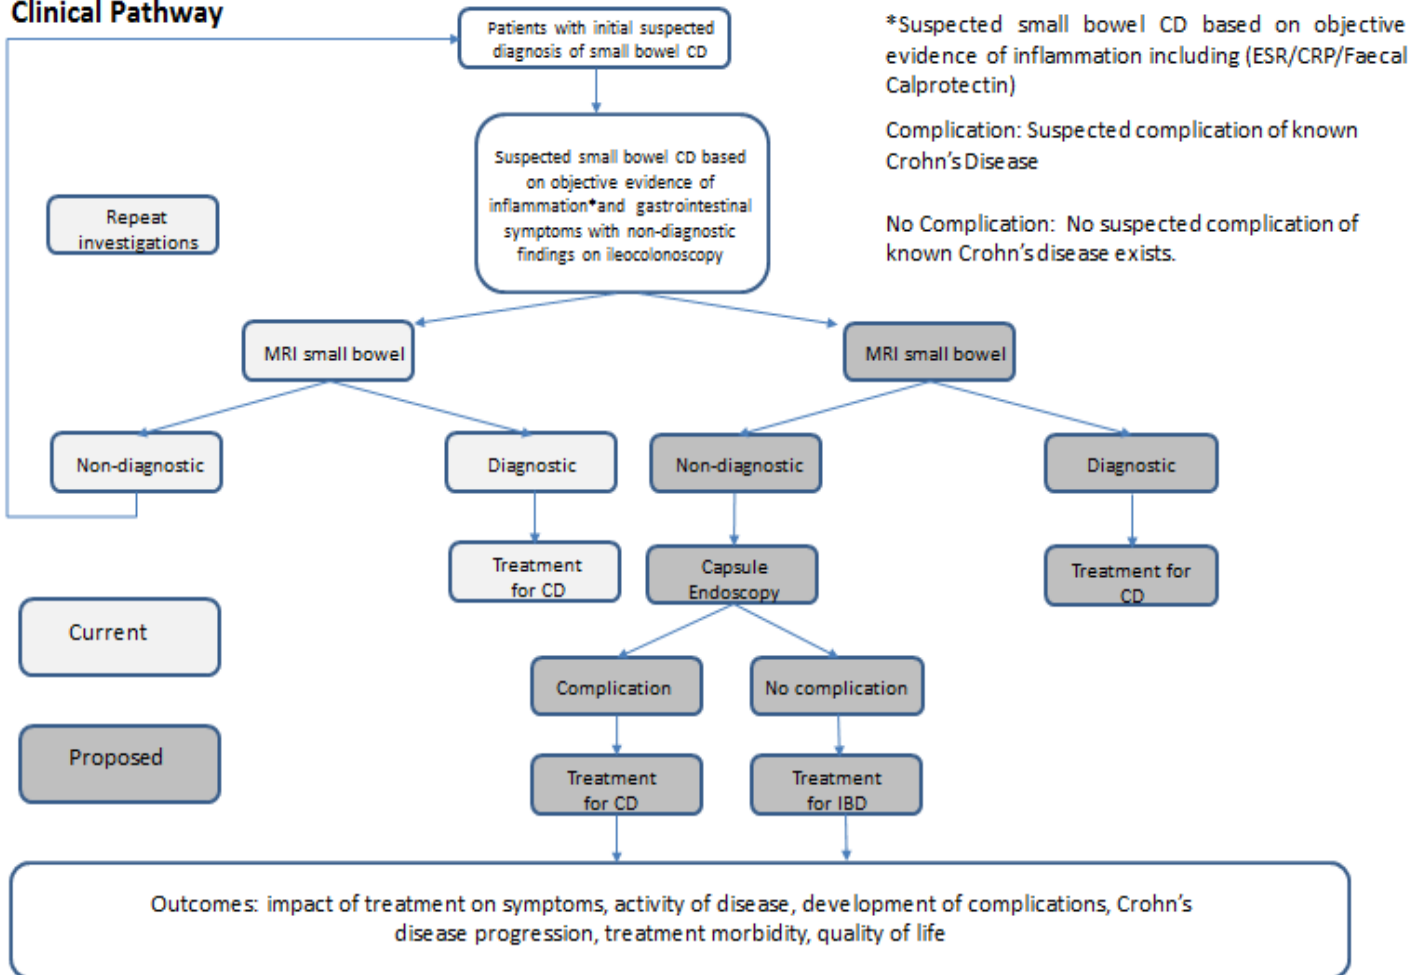 Clinical Pathway
Patients with initial suspected
diagnosis of small bowel CD
*Suspected small bowel CD based on objective
evidence of inflammation including (ESR/CRP/Faecal
Calprotectin)
Complication: Suspected complication of known
Crohn's Disease
No Complication: No suspected complication of
known Crohn's disease exists.
Suspected small bowel CD based
on objective evidence of
inflammation*and gastrointestinal
symptoms with non-diagnostic
findings on ileocolonoscopy
Repeat
investigations
MRI small bowel
MRI small bowel
Non-diagnostic
Diagnostic
Non-diagnostic
Diagnostic
Treatment
for CD
Capsule
Endoscopy
Treatment for
CD
Current
Complication
No complication
Proposed
Treatment
for CD
Treatment
for IBD
Outcomes: impact of treatment on symptoms, activity of disease, development of complications, Crohn's
disease progression, treatment morbidity, quality of life